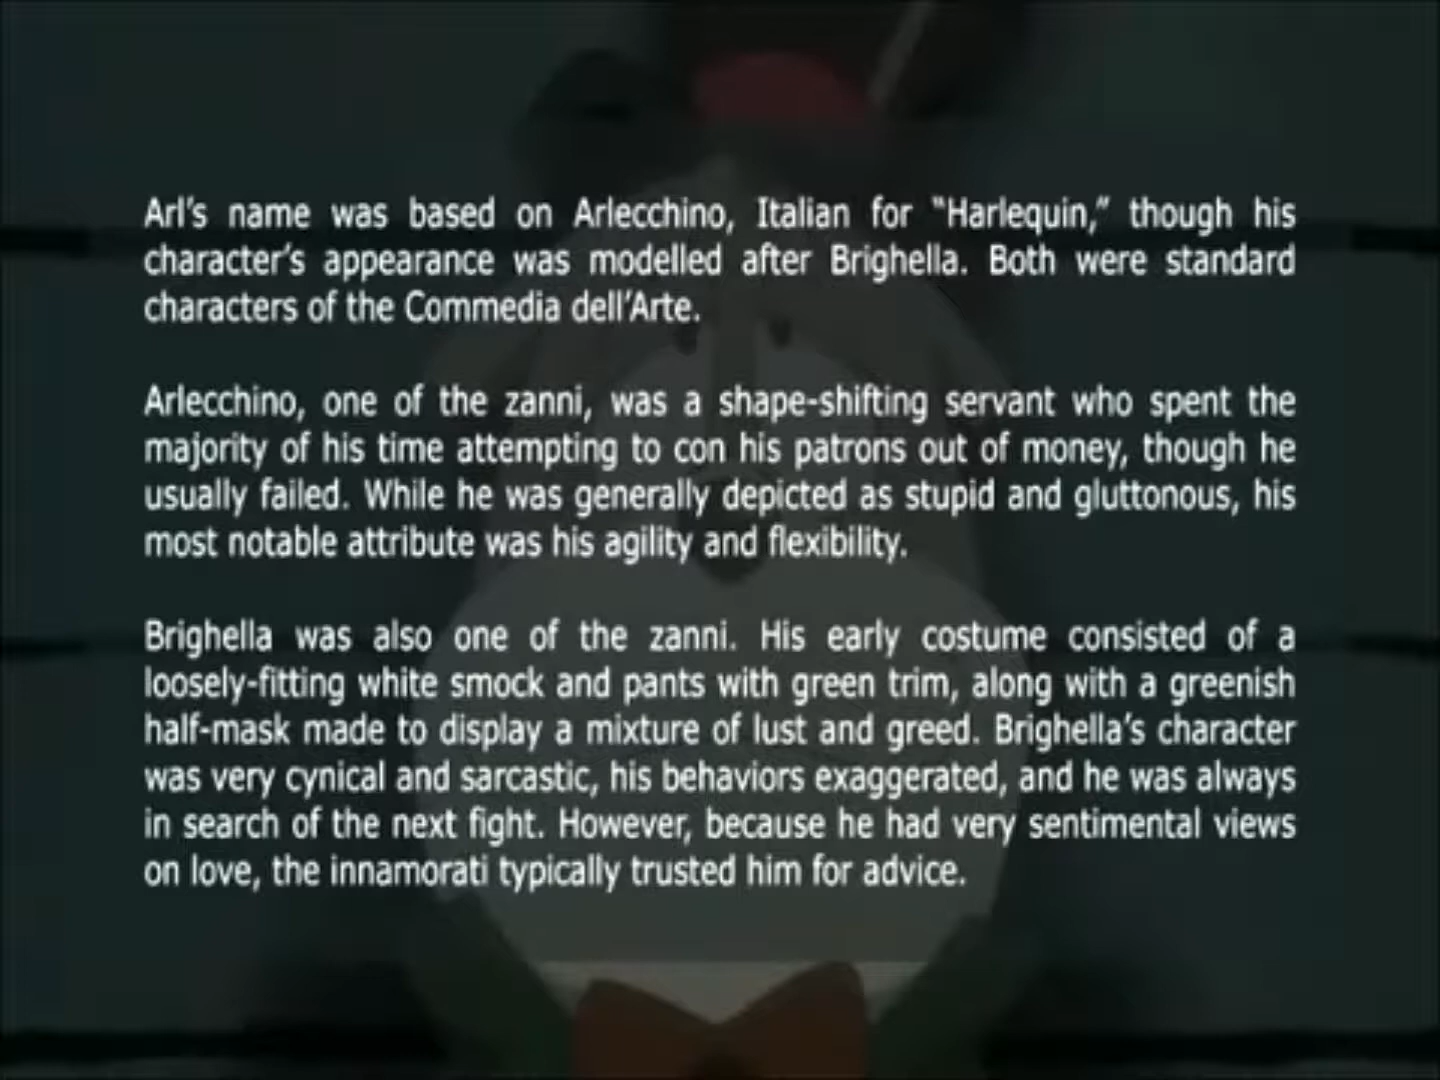 Arl's name was based on Arlecchino, Italian for "Harlequin," though his
character's appearance was modelled after Brighella. Both were standard
characters of the Commedia dell'Arte.
Arlecchino, one of the zanni, was a shape-shifting servant who spent the
majority of his time attempting to con his patrons out of money, though he
usually failed. While he was generally depicted as stupid and gluttonous, his
most notable attribute was his agility and flexibility.
Brighella was also one of the zanni. His early costume consisted of a
loosely-fitting white smock and pants with green trim, along with a greenish
half-mask made to display a mixture of lust and greed. Brighella's character
was very cynical and sarcastic, his behaviors exaggerated, and he was always
in search of the next fight. However, because he had very sentimental views
on love, the innamorati typically trusted him for advice.